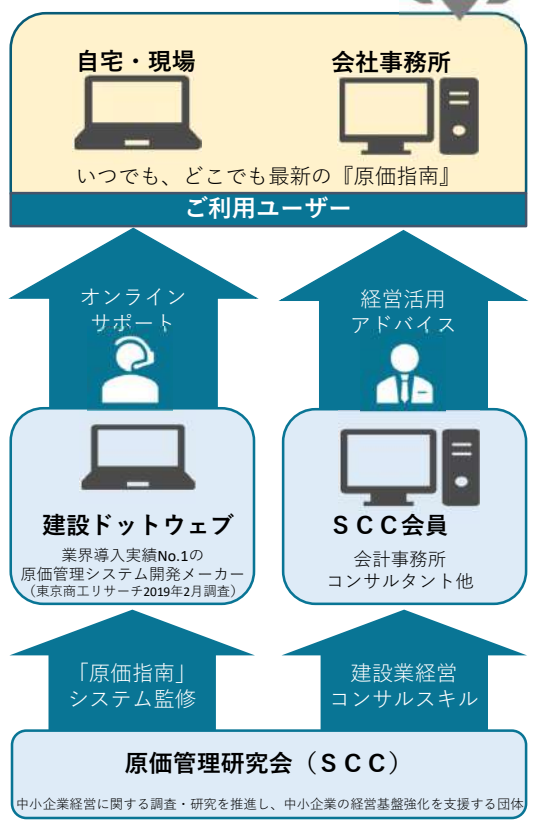 自宅・現場
会社事務所
いつでも、どこでも最新の『原価指南』
ご利用ユーザー
オンライン
サポート
経営活用
アドバイス
建設ドットウェブ
業界導入実績No.1の
原価管理システム開発メーカー
（東京商工リサーチ2019年2月調査）
ＳＣＣ会員
会計事務所
コンサルタント他
「原価指南」
システム監修
建設業経営
コンサルスキル
原価管理研究会（ＳＣＣ）
中小企業経営に関する調査・研究を推進し、中小企業の経営基盤強化を支援する団体